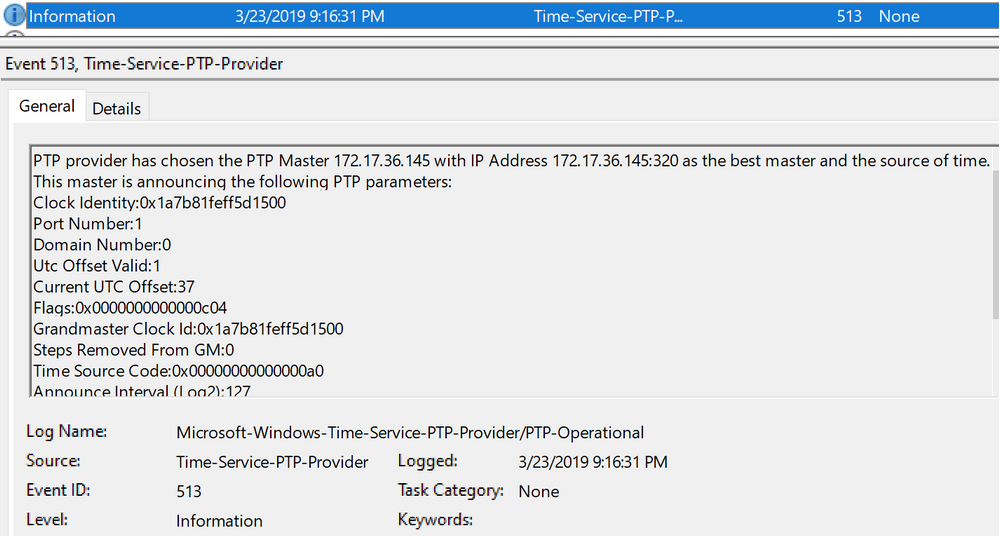 Information 3/23/2019 9:16:31 PM Time-Service-PTP-P... 513 None
Event 513, Time-Service-PTP-Provider
General Details
PTP provider has chosen the PTP Master 172.17.36.145 with IP Address 172.17.36.145:320 as the best master and the source of time.
This master is announcing the following PTP parameters:
Clock Identity:0x1a7b81feff5d1500
Port Number:1
Domain Number:0
Utc Offset Valid:1
Current UTC Offset:37
Flags:0x0000000000000c04
Grandmaster Clock Id:0x1a7b81feff5d1500
Steps Removed From GM:0
Time Source Code:0x00000000000000a0
Announce Interval (Log2):127
Log Name: Microsoft-Windows-Time-Service-PTP-Provider/PTP-Operational
Source: Time-Service-PTP-Provider Logged: 3/23/2019 9:16:31 PM
Event ID: 513 Task Category: None
Level: Information Keywords: